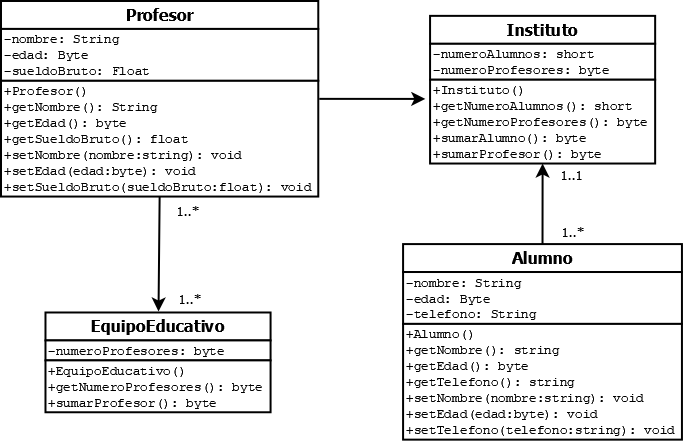 Profesor
-nombre: String
-edad: Byte
-sueldoBruto: Float
+Profesor()
+getNombre(): String
+getEdad(): byte
+getSueldoBruto(): float
+setNombre(nombre:string): void
+setEdad(edad:byte): void
+setSueldoBruto(sueldoBruto:float): void
Instituto
-numeroAlumnos: short
-numeroProfesores: byte
+Instituto()
+getNumeroAlumnos(): short
+getNumeroProfesores(): byte
+sumarAlumno(): byte
+sumarProfesor(): byte
1..*
1..*
1..1
1..*
EquipoEducativo
-numeroProfesores: byte
+EquipoEducativo()
+getNumeroProfesores(): byte
+sumarProfesor(): byte
Alumno
-nombre: String
-edad: Byte
-telefono: String
+Alumno()
+getNombre(): string
+getEdad(): byte
+getTelefono(): string
+setNombre(nombre:string): void
+setEdad(edad:byte): void
+setTelefono(telefono:string): void